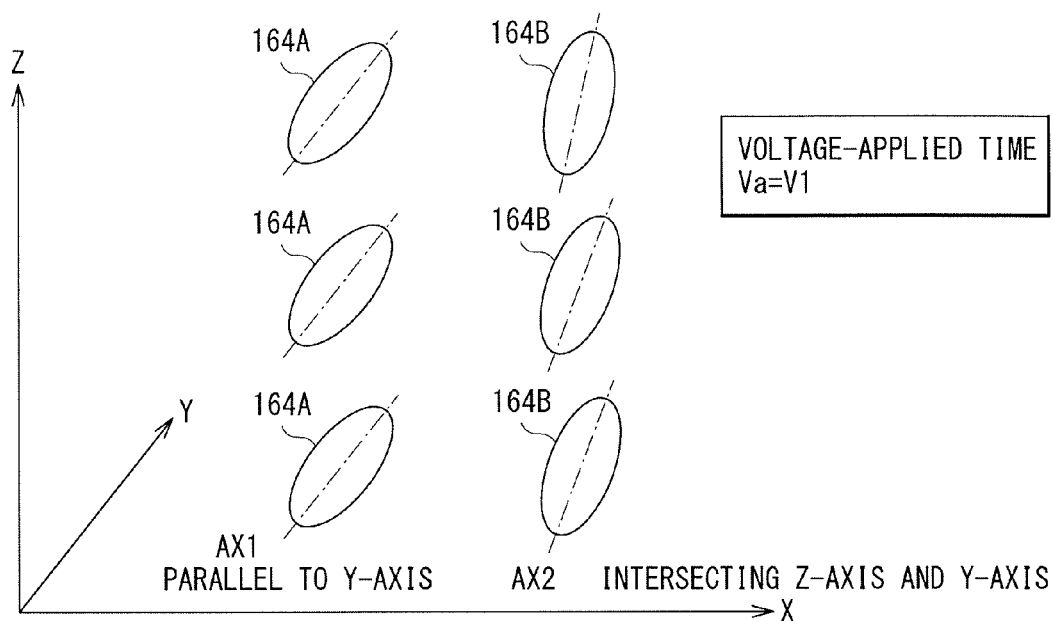 164A
164B
Z
VOLTAGE-APPLIED TIME
Va=V1
164A
164B
164A
164B
Y
AX1
PARALLEL TO Y-AXIS
AX2
INTERSECTING Z-AXIS AND Y-AXIS
X